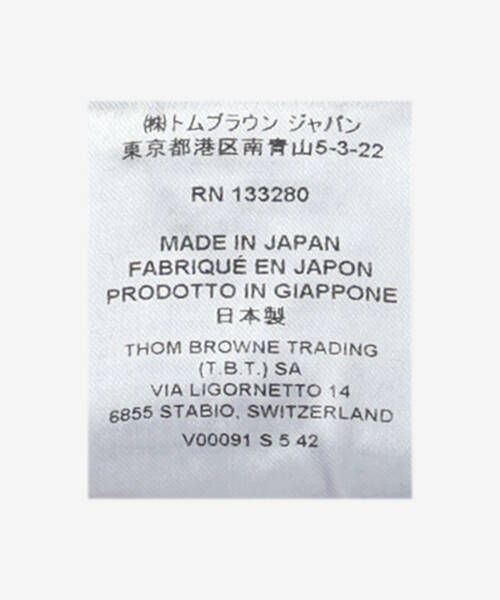 ㈱トムブラウン ジャパン
東京都港区南青山5-3-22
RN 133280
MADE IN JAPAN
FABRIQUÉ EN JAPON
PRODOTTO IN GIAPPONE
日本製
THOM BROWNE TRADING
(T.B.T.) SA
VIA LIGORNETTO 14
6855 STABIO, SWITZERLAND
V00091 S 5 42